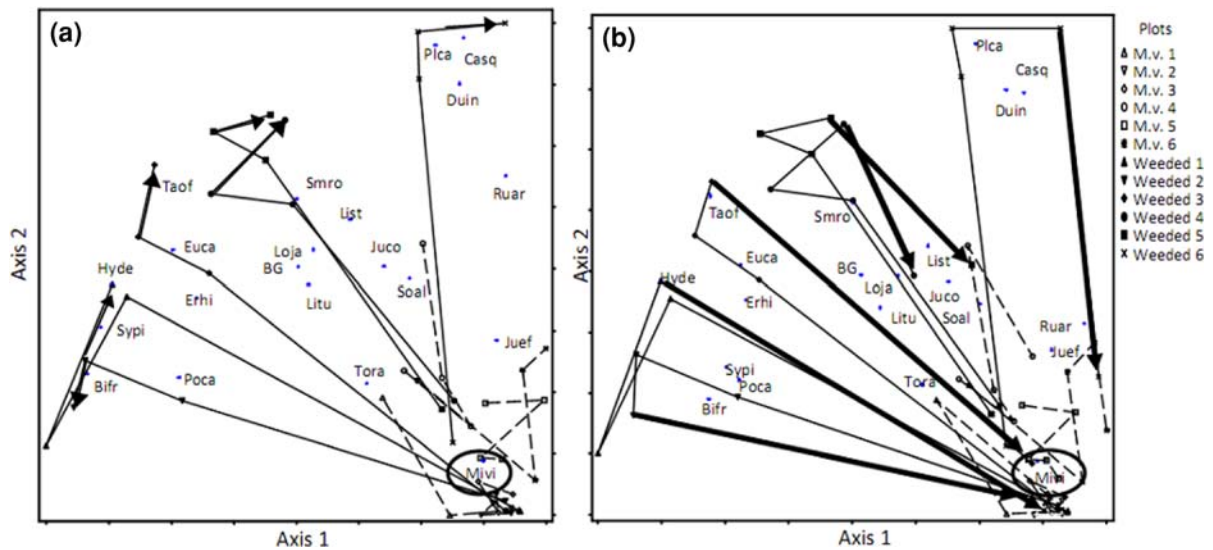 (a)
Plca
Casq
Duin
Ruar
Taof
Smro
List
Euca
Loja
Juco
BG
Hyde
Litu
Soal
Erhi
Sypi
Juef
Bifr
Poca
Tora
Mivi
Axis 2
Axis 1
(b)
Plca
Casq
Duin
Taof
Smro
Euca
List
BG
Hyde
Loja
Juco
Erhi
Litu
Soal
Ruar
Juef
Sypi
Poca
Tora
Bifr
Mivi
Axis 2
Axis 1
Plots
M.v. 1
M.v. 2
M.v. 3
M.v. 4
M.v. 5
M.v. 6
Weeded 1
Weeded 2
Weeded 3
Weeded 4
Weeded 5
Weeded 6